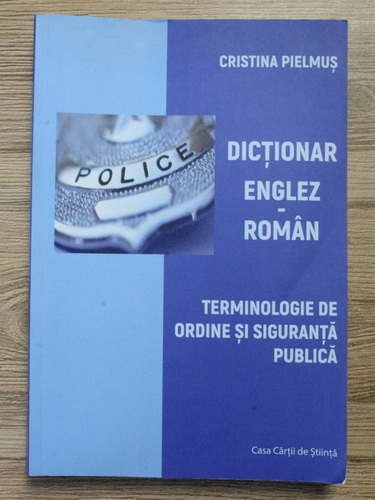 CRISTINA PIELMUȘ
POLICE
DICȚIONAR
ENGLEZ
-
ROMÂN
TERMINOLOGIE DE
ORDINE ȘI SIGURANȚĂ
PUBLICĂ
Casa Cărții de Știință